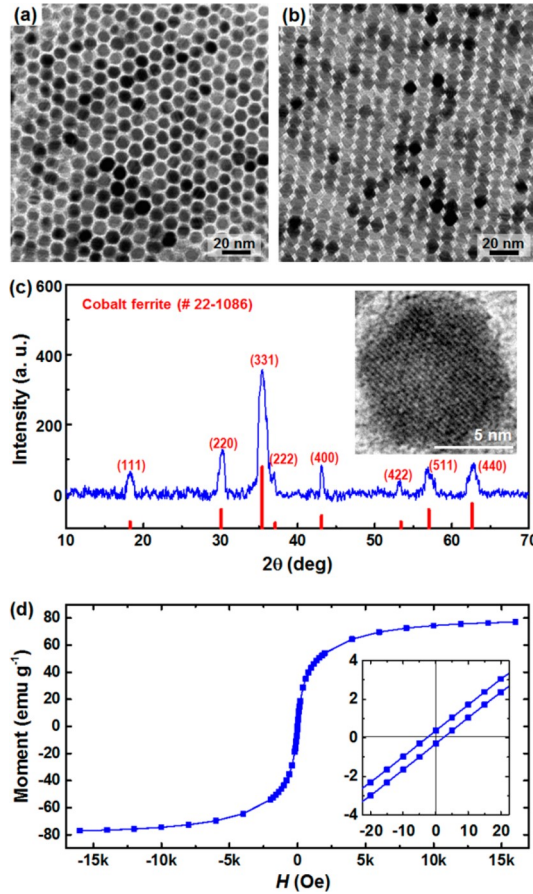 (a)
20 nm
(b)
20 nm
(c)
600
400
200
0
Intensity (a. u.)
Cobalt ferrite (# 22-1086)
(111)
(220)
(331)
(222)
(400)
(422)
(511)
(440)
5 nm
10 20 30 40 50 60 70
2θ (deg)
(d)
80
60
40
20
0
-20
-40
-60
-80
Moment (emu g-1)
4
2
0
-2
-4
-20 -10 0 10 20
-15k -10k -5k 0 5k 10k 15k
H (Oe)